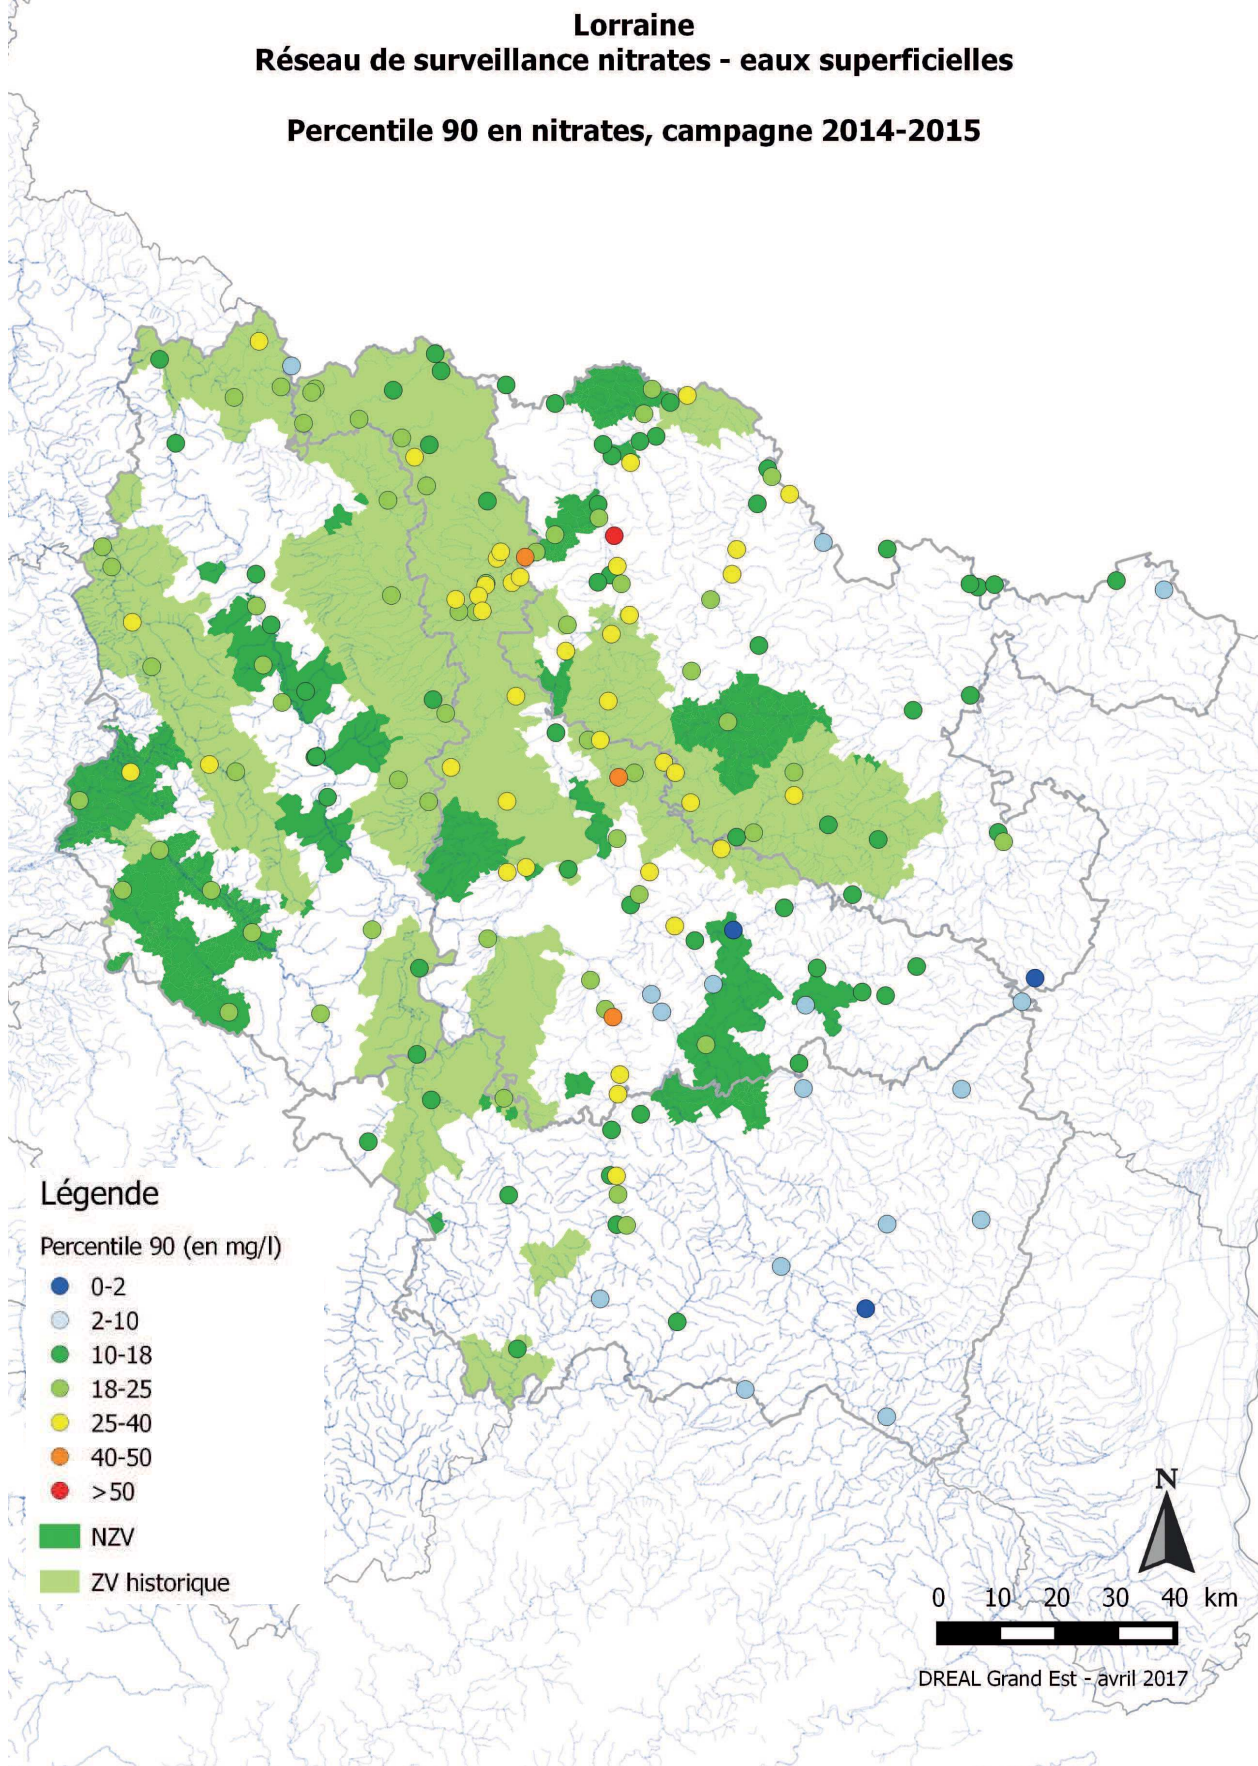 Lorraine
Réseau de surveillance nitrates - eaux superficielles
Percentile 90 en nitrates, campagne 2014-2015
Légende
Percentile 90 (en mg/l)
0-2
2-10
10-18
18-25
25-40
40-50
>50
NZV
ZV historique
N
0 10 20 30 40 km
DREAL Grand Est - avril 2017